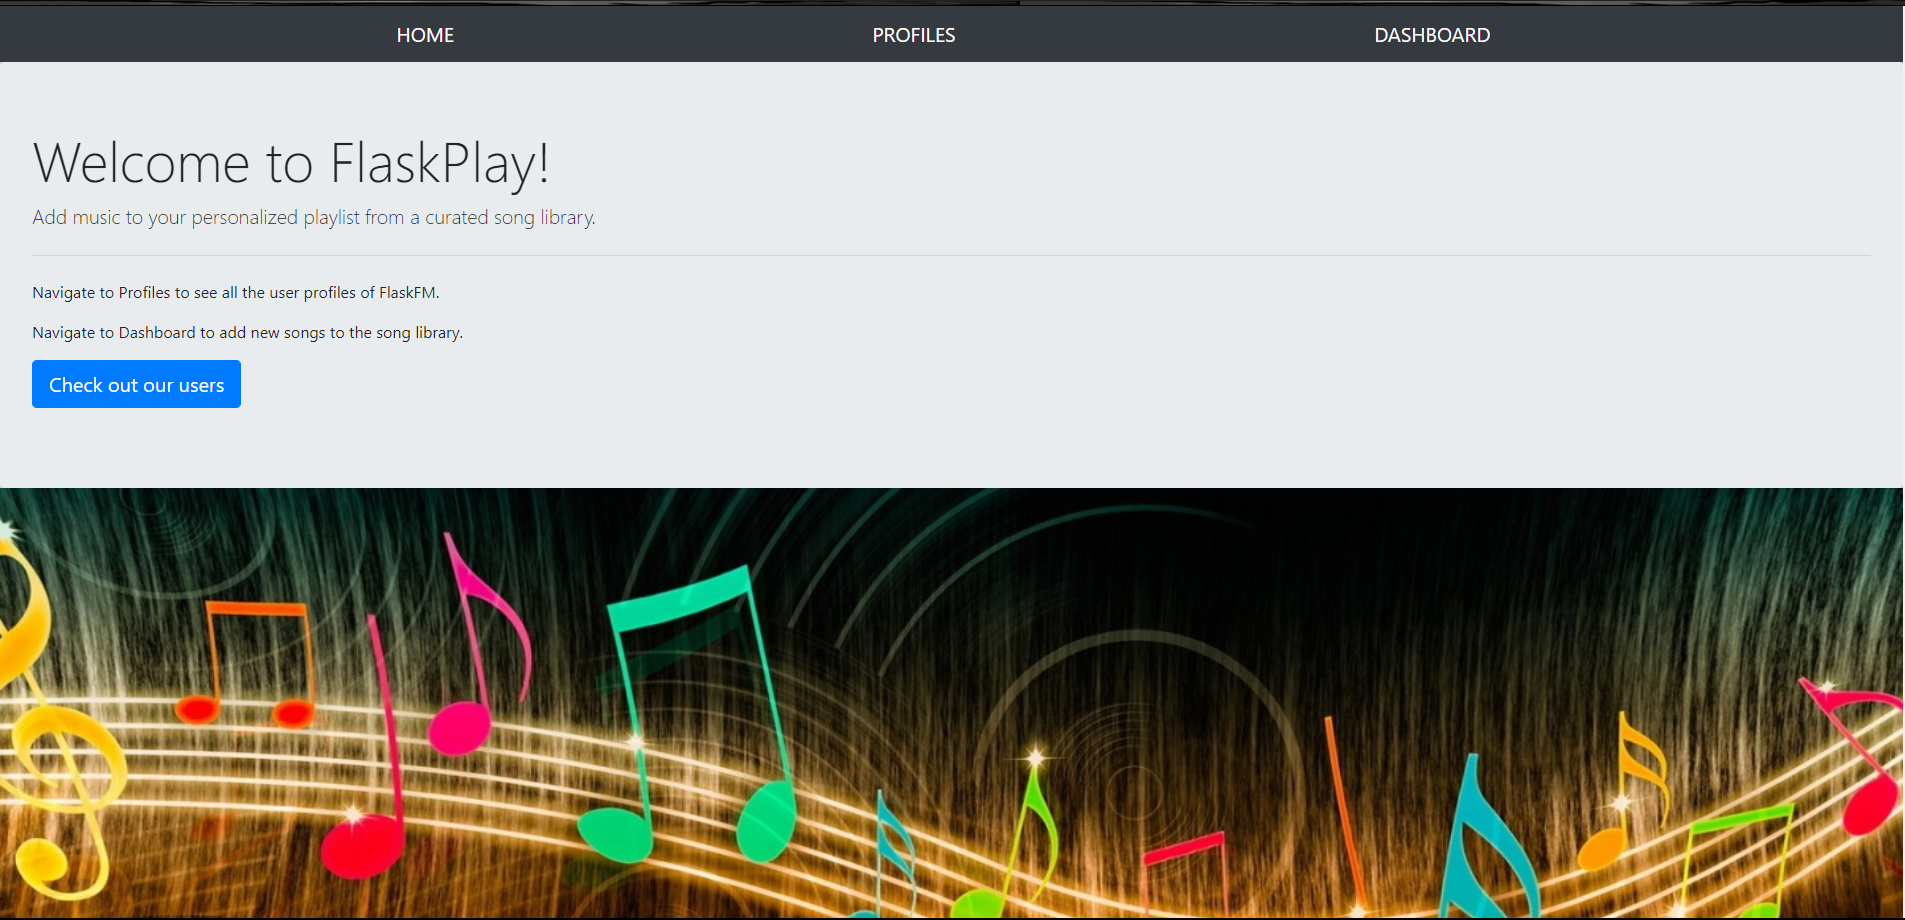 HOME PROFILES DASHBOARD
Welcome to FlaskPlay!
Add music to your personalized playlist from a curated song library.
Navigate to Profiles to see all the user profiles of FlaskFM.
Navigate to Dashboard to add new songs to the song library.
Check out our users